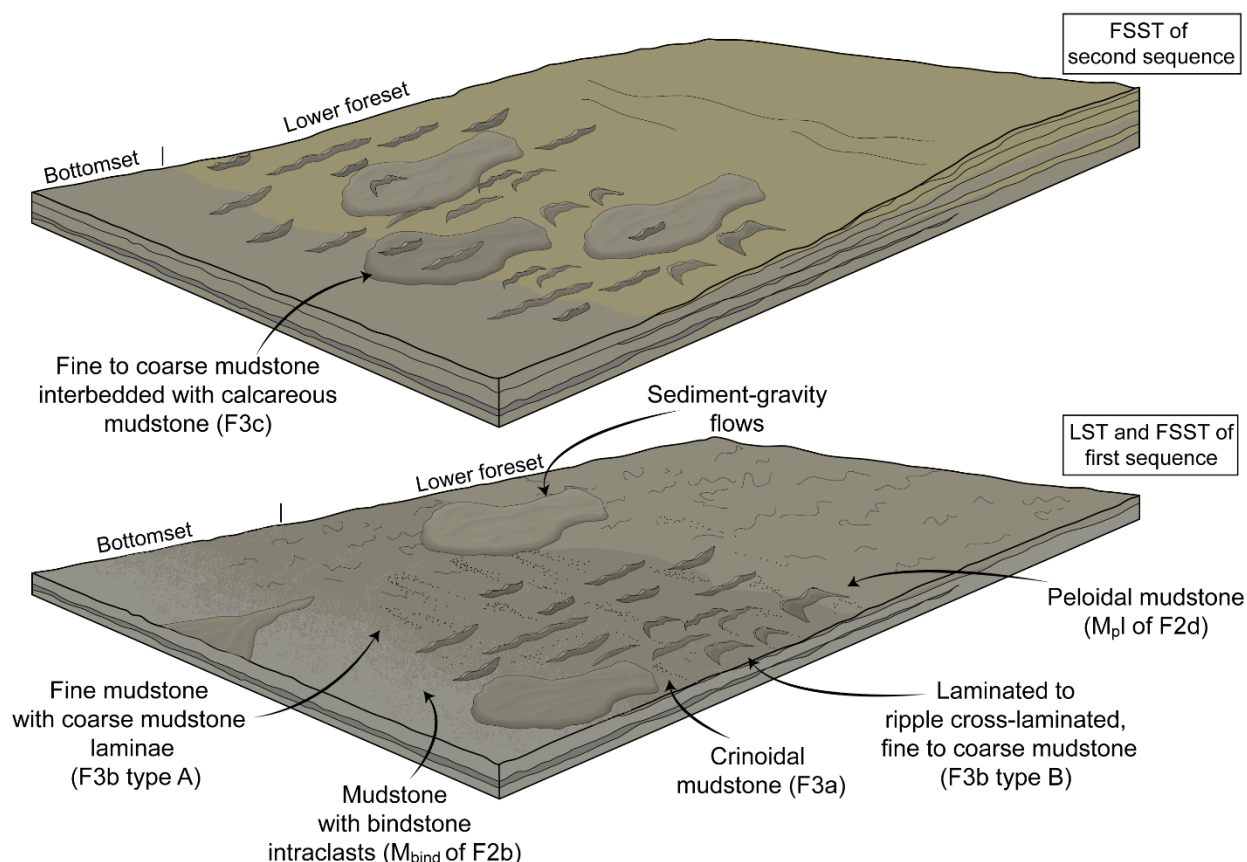 FSST of
second sequence
Lower foreset
Bottomset
Fine to coarse mudstone
interbedded with calcareous
mudstone (F3c)
Sediment-gravity
flows
LST and FSST of
first sequence
Lower foreset
Bottomset
Peloidal mudstone
(Mpl of F2d)
Fine mudstone
with coarse mudstone
laminae
(F3b type A)
Mudstone
with bindstone
intraclasts (Mbind of F2b)
Crinoidal
mudstone (F3a)
Laminated to
ripple cross-laminated,
fine to coarse mudstone
(F3b type B)